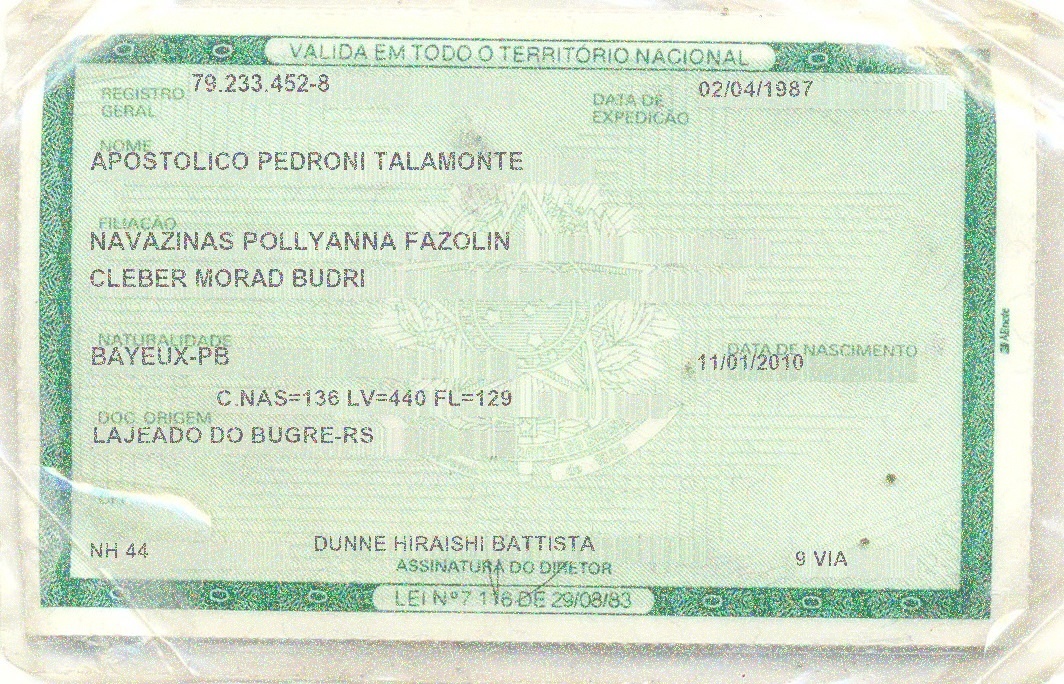 VÁLIDA EM TODO O TERRITÓRIO NACIONAL
REGISTRO GERAL 79.233.452-8 DATA DE EXPEDIÇÃO 02/04/1987
NOME
APOSTOLICO PEDRONI TALAMONTE
FILIAÇÃO
NAVAZINAS POLLYANNA FAZOLIN
CLEBER MORAD BUDRI
NATURALIDADE DATA DE NASCIMENTO
BAYEUX-PB 11/01/2010
C.NAS=136 LV=440 FL=129
DOC. ORIGEM
LAJEADO DO BUGRE-RS
NH 44 DUNNE HIRAISHI BATTISTA 9 VIA
ASSINATURA DO DIRETOR
LEI Nº 7.116 DE 29/08/83